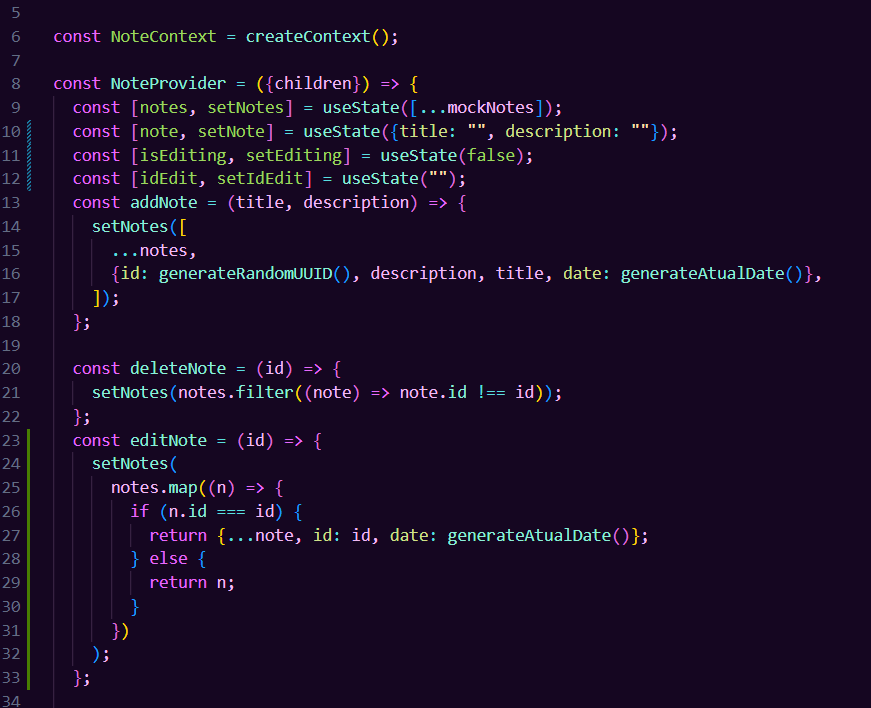 5
6 const NoteContext = createContext();
7
8 const NoteProvider = ({children}) => {
9 const [notes, setNotes] = useState([...mockNotes]);
10 const [note, setNote] = useState({title: "", description: ""});
11 const [isEditing, setEditing] = useState(false);
12 const [idEdit, setIdEdit] = useState("");
13 const addNote = (title, description) => {
14 setNotes([
15 ...notes,
16 {id: generateRandomUUID(), description, title, date: generateAtualDate()},
17 ]);
18 };
19
20 const deleteNote = (id) => {
21 setNotes(notes.filter((note) => note.id !== id));
22 };
23 const editNote = (id) => {
24 setNotes(
25 notes.map((n) => {
26 if (n.id === id) {
27 return {...note, id: id, date: generateAtualDate()};
28 } else {
29 return n;
30 }
31 })
32 );
33 };
34